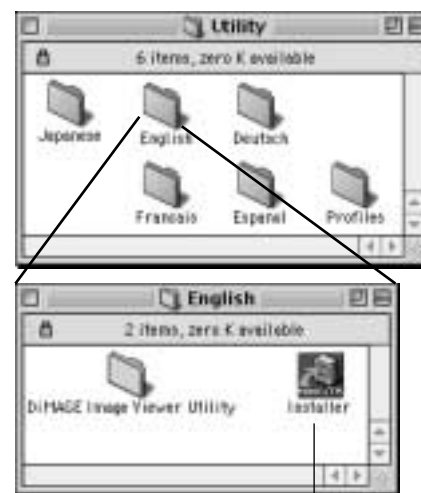 Utility
6 items, zero K available
Japanese English Deutsch
Francais Espanol Profiles
English
2 items, zero K available
DiMAGE Image Viewer Utility Installer